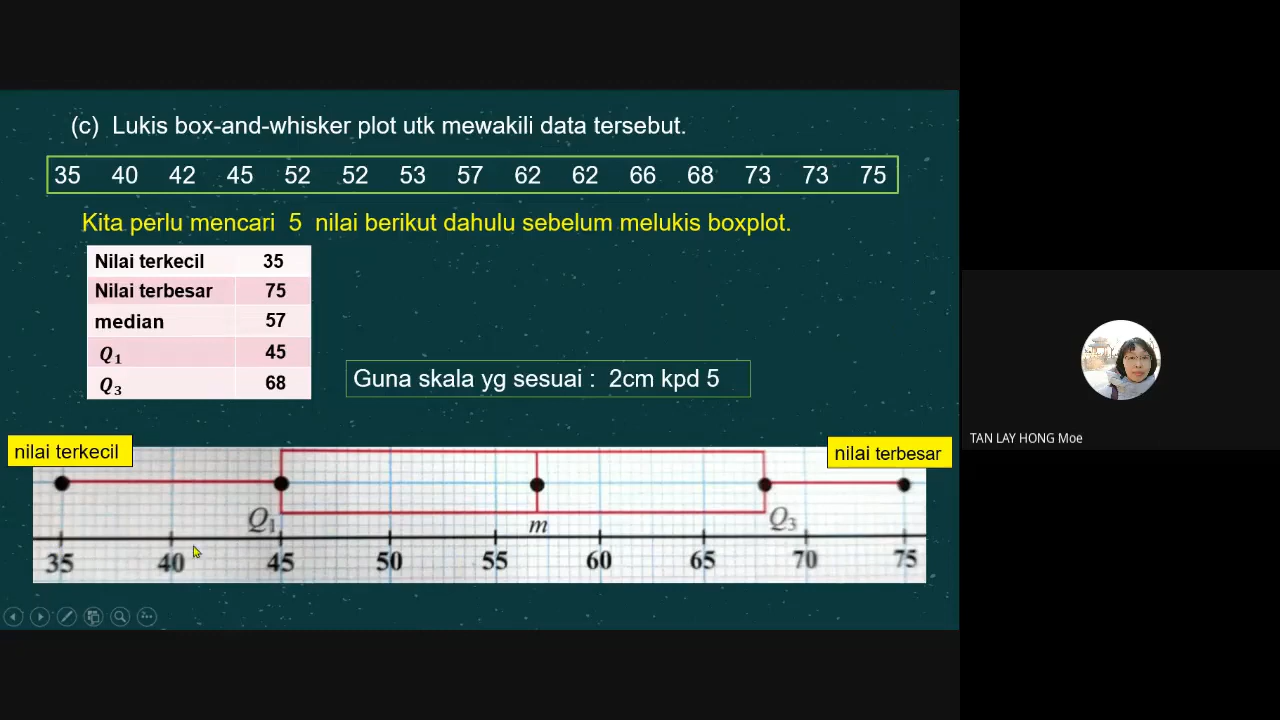 (c) Lukis box-and-whisker plot utk mewakili data tersebut.
35 40 42 45 52 52 53 57 62 62 66 68 73 73 75
Kita perlu mencari 5 nilai berikut dahulu sebelum melukis boxplot.
Nilai terkecil 35
Nilai terbesar 75
median 57
Q1 45
Q3 68
Guna skala yg sesuai : 2cm kpd 5
nilai terkecil
nilai terbesar
Q1 m Q3
35 40 45 50 55 60 65 70 75
TAN LAY HONG Moe